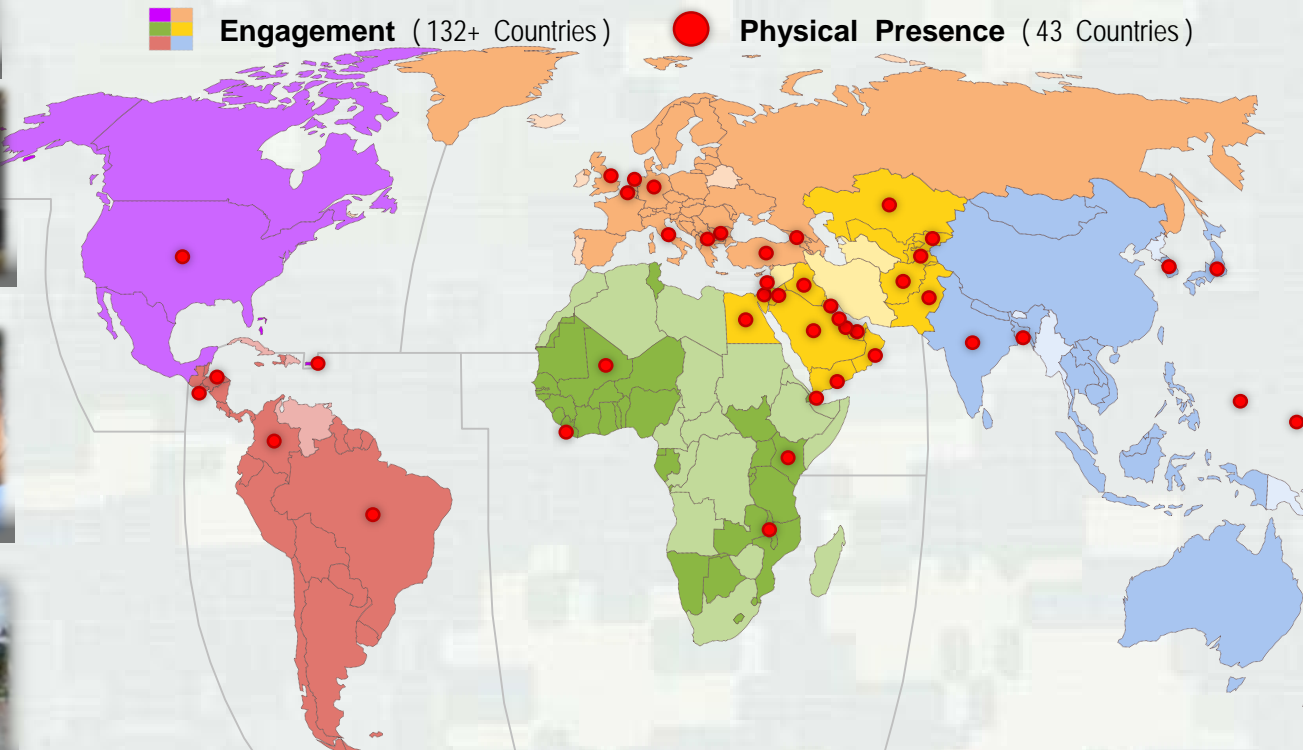 Engagement ( 132+ Countries ) Physical Presence ( 43 Countries )